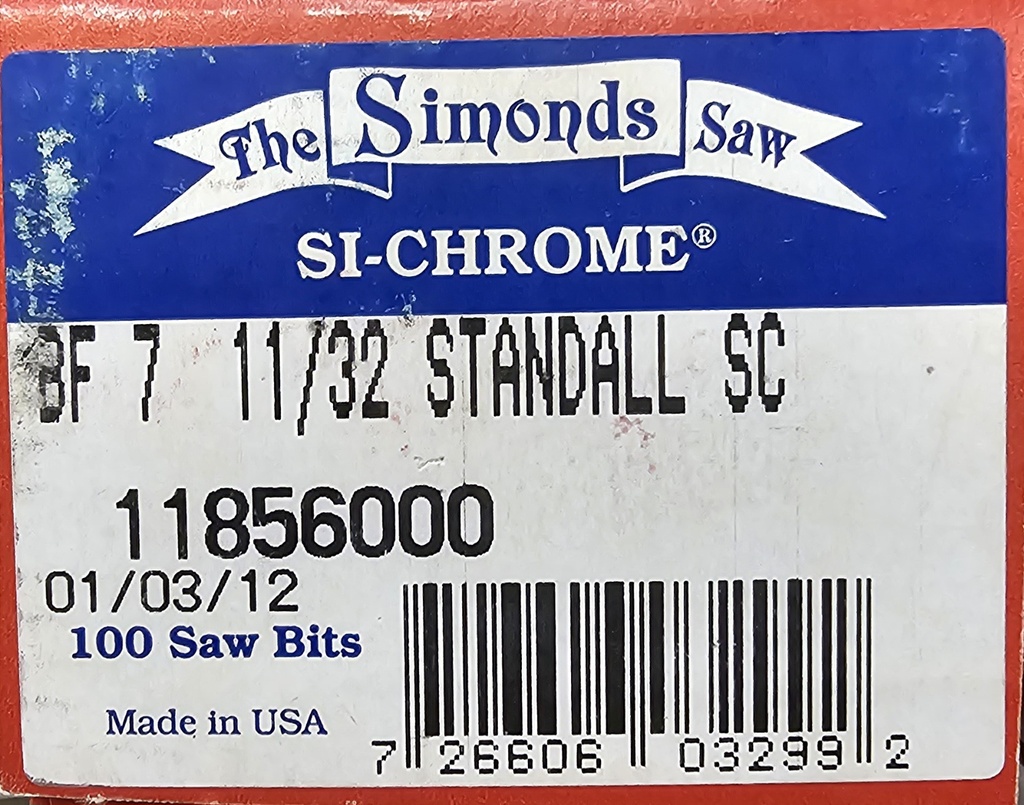 The Simonds Saw
SI-CHROME®
BF 7 11/32 STANDALL SC
11856000
01/03/12
100 Saw Bits
Made in USA
7 26606 03299 2